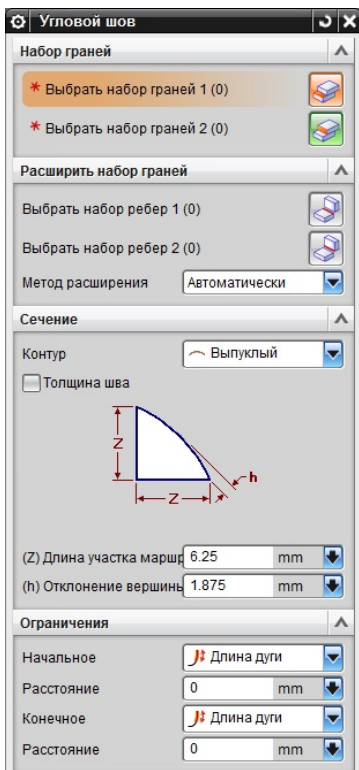 Угловой шов
Набор граней
* Выбрать набор граней 1 (0)
* Выбрать набор граней 2 (0)
Расширить набор граней
Выбрать набор ребер 1 (0)
Выбрать набор ребер 2 (0)
Метод расширения Автоматически
Сечение
Контур Выпуклый
Толщина шва
Z
h
Z
(Z) Длина участка маршр 6.25 mm
(h) Отклонение вершинь 1.875 mm
Ограничения
Начальное Длина дуги
Расстояние 0 mm
Конечное Длина дуги
Расстояние 0 mm